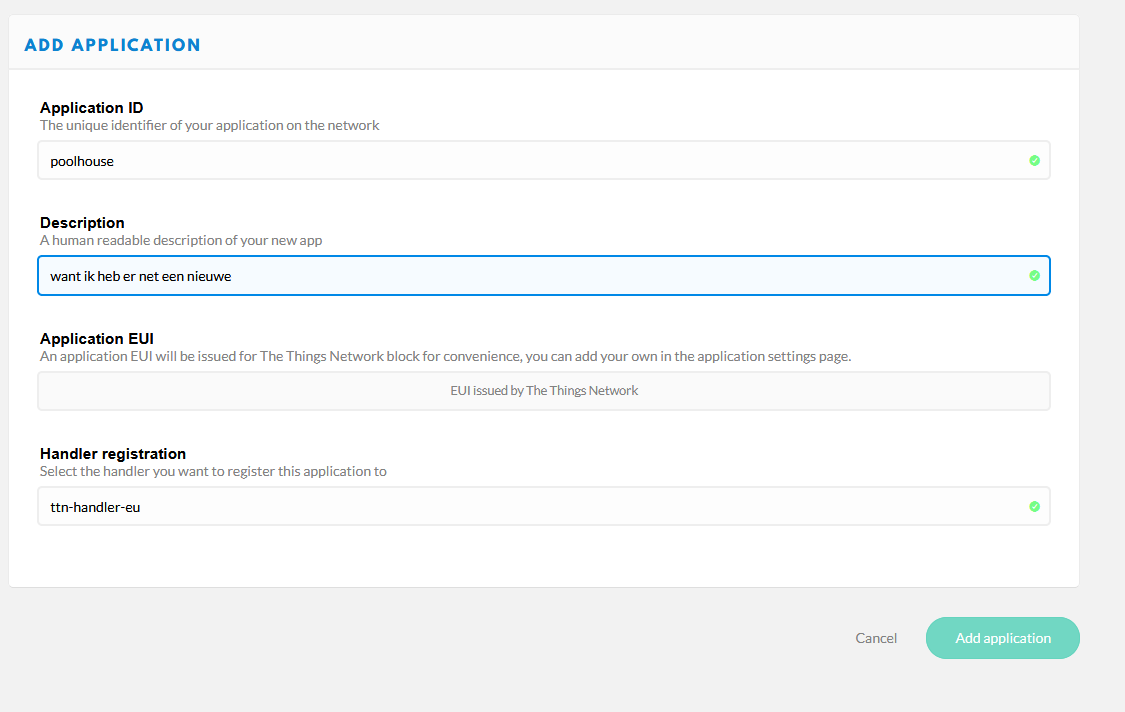 ADD APPLICATION
Application ID
The unique identifier of your application on the network
poolhouse
Description
A human readable description of your new app
want ik heb er net een nieuwe
Application EUI
An application EUI will be issued for The Things Network block for convenience, you can add your own in the application settings page.
EUI issued by The Things Network
Handler registration
Select the handler you want to register this application to
ttn-handler-eu
Cancel
Add application